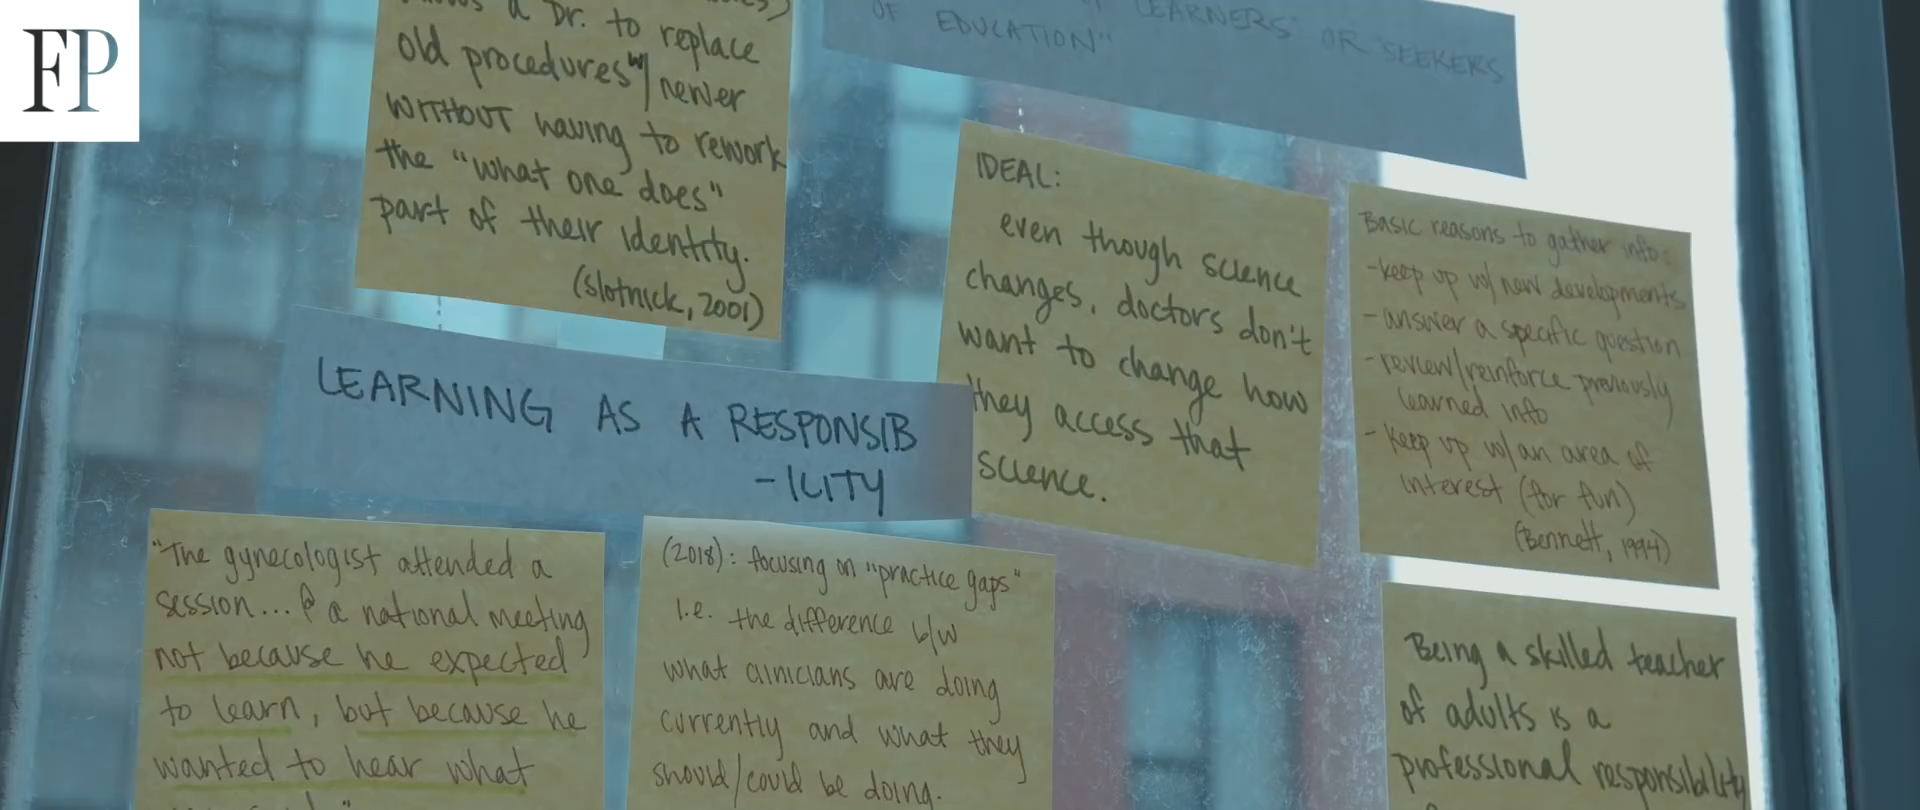 FP
a Dr. to replace
old procedures w/ newer
WITHOUT having to rework
the "what one does"
part of their identity.
(Slotnick, 2001)
LEARNERS OR SEEKERS
OF EDUCATION"
IDEAL:
even though science
changes, doctors don't
want to change how
they access that
science.
Basic reasons to gather info:
- keep up w/ new developments
- answer a specific question
- review/reinforce previously
learned info
- keep up w/ an area of
interest (for fun)
(Bennett, 1994)
LEARNING AS A RESPONSIB
-ILITY
"The gynecologist attended a
session... @ a national meeting
not because he expected
to learn, but because he
wanted to hear what
(2018): focusing on "practice gaps"
i.e. the difference b/w
what clinicians are doing
currently and what they
should/could be doing.
Being a skilled teacher
of adults is a
professional responsibility